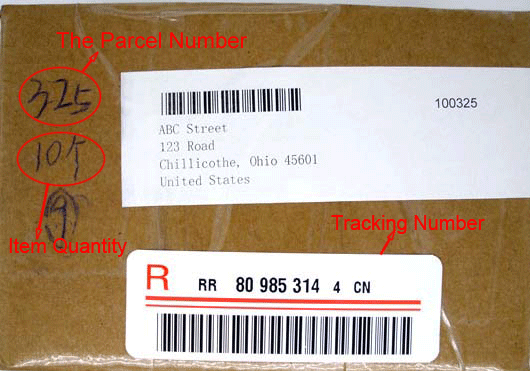 The Parcel Number
325
100325
ABC Street
10个
123 Road
Chillicothe, Ohio 45601
United States
Tracking Number
Item Quantity
R RR 80 985 314 4 CN